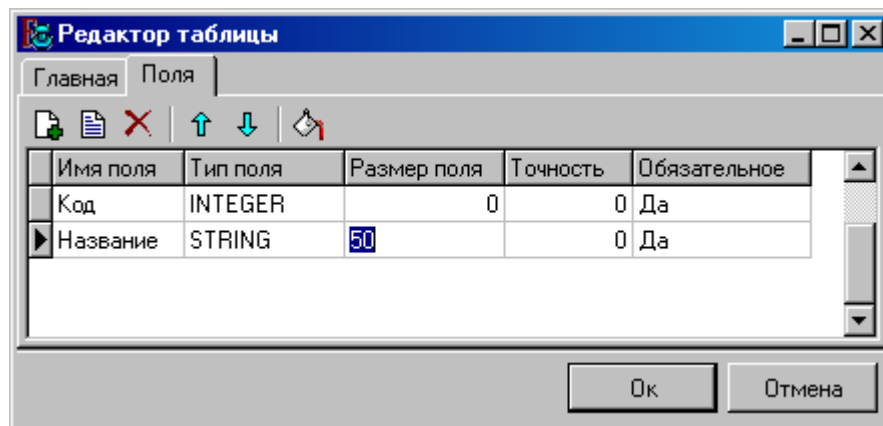 Редактор таблицы
Главная Поля
Имя поля Тип поля Размер поля Точность Обязательное
Код INTEGER 0 0 Да
Название STRING 50 0 Да
Ок Отмена